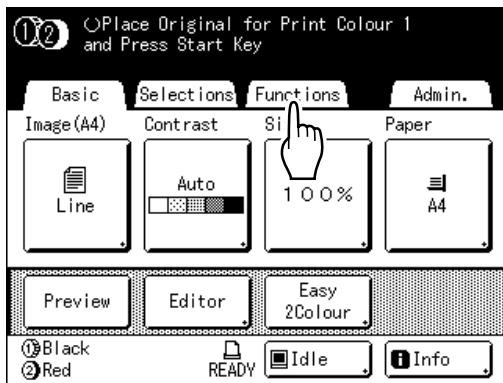 ①② Place Original for Print Colour 1
and Press Start Key
Basic Selections Functions Admin.
Image(A4) Contrast Si Paper
Line Auto 100% A4
Preview Editor Easy
2Colour
①Black
②Red READY Idle Info